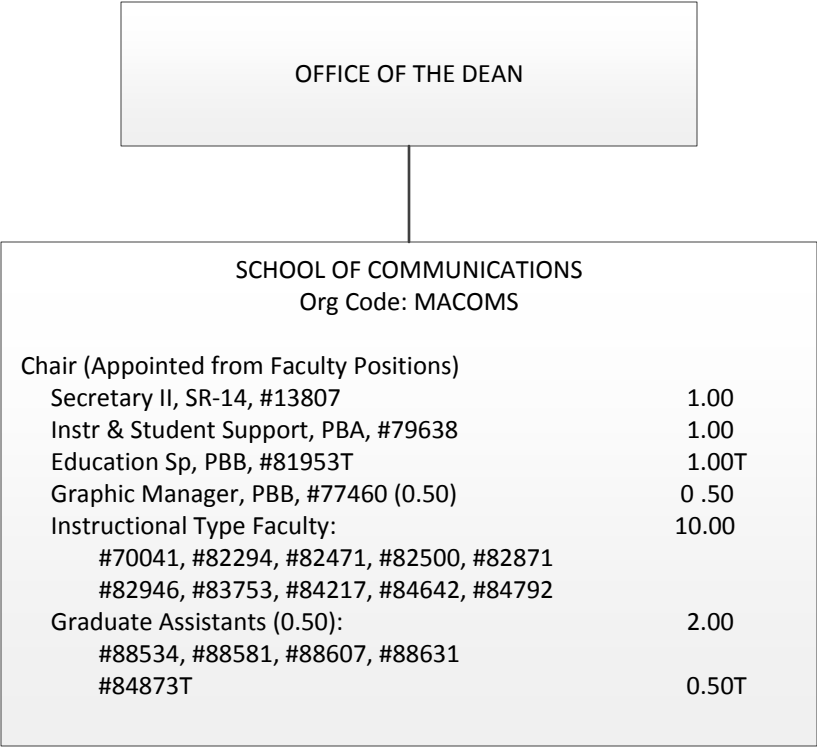 OFFICE OF THE DEAN
SCHOOL OF COMMUNICATIONS
Org Code: MACOMS
Chair (Appointed from Faculty Positions)
Secretary II, SR-14, #13807 1.00
Instr & Student Support, PBA, #79638 1.00
Education Sp, PBB, #81953T 1.00T
Graphic Manager, PBB, #77460 (0.50) 0 .50
Instructional Type Faculty: 10.00
#70041, #82294, #82471, #82500, #82871
#82946, #83753, #84217, #84642, #84792
Graduate Assistants (0.50): 2.00
#88534, #88581, #88607, #88631
#84873T 0.50T